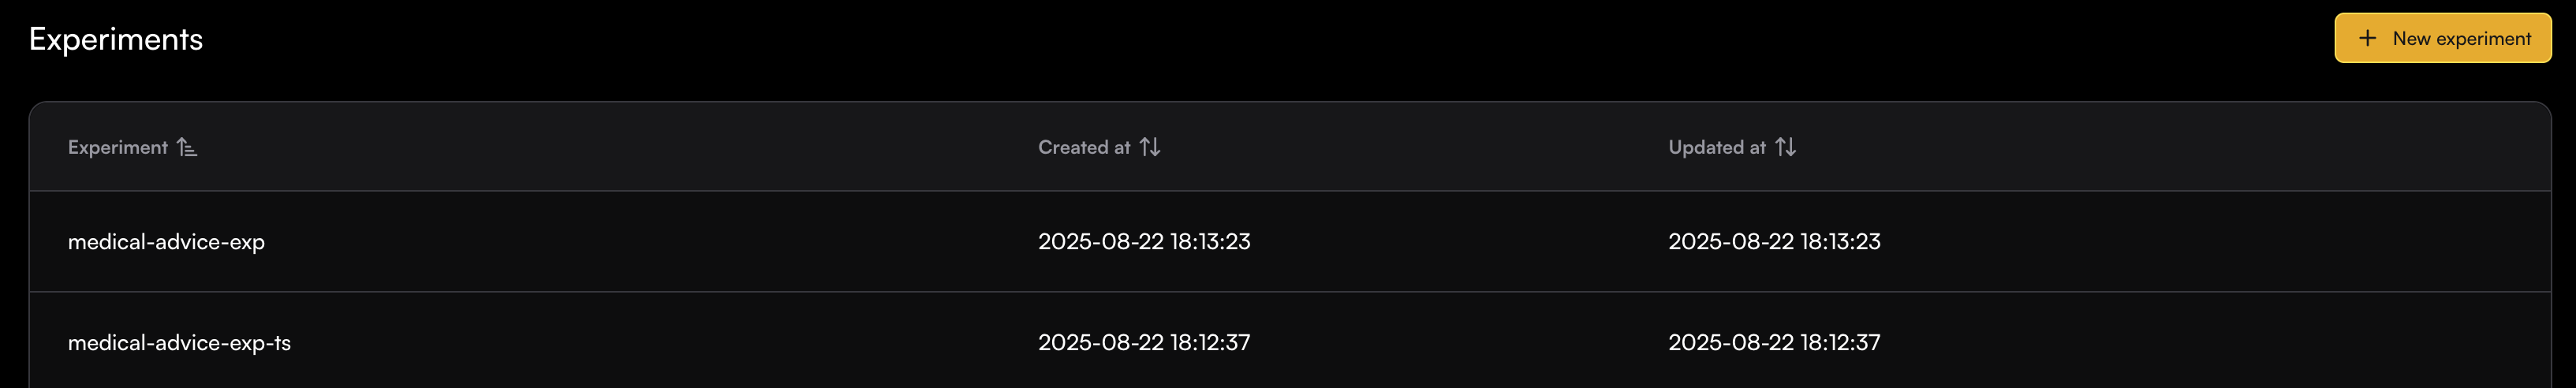 Experiments
New experiment
Experiment Created at Updated at
medical-advice-exp 2025-08-22 18:13:23 2025-08-22 18:13:23
medical-advice-exp-ts 2025-08-22 18:12:37 2025-08-22 18:12:37